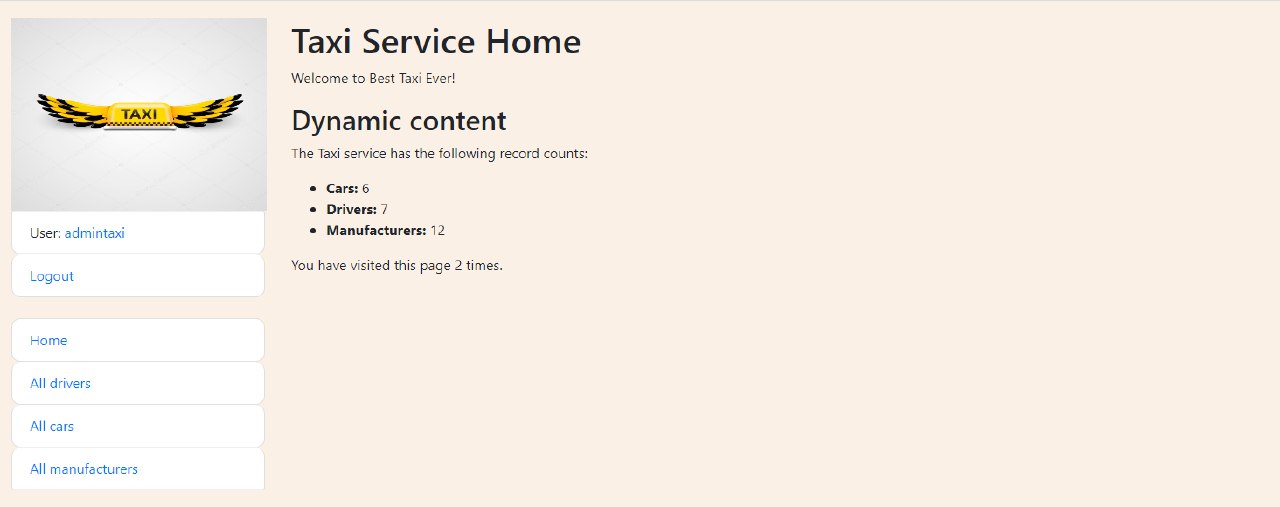 TAXI
User: admintaxi
Logout
Home
All drivers
All cars
All manufacturers
Taxi Service Home
Welcome to Best Taxi Ever!
Dynamic content
The Taxi service has the following record counts:
Cars: 6
Drivers: 7
Manufacturers: 12
You have visited this page 2 times.